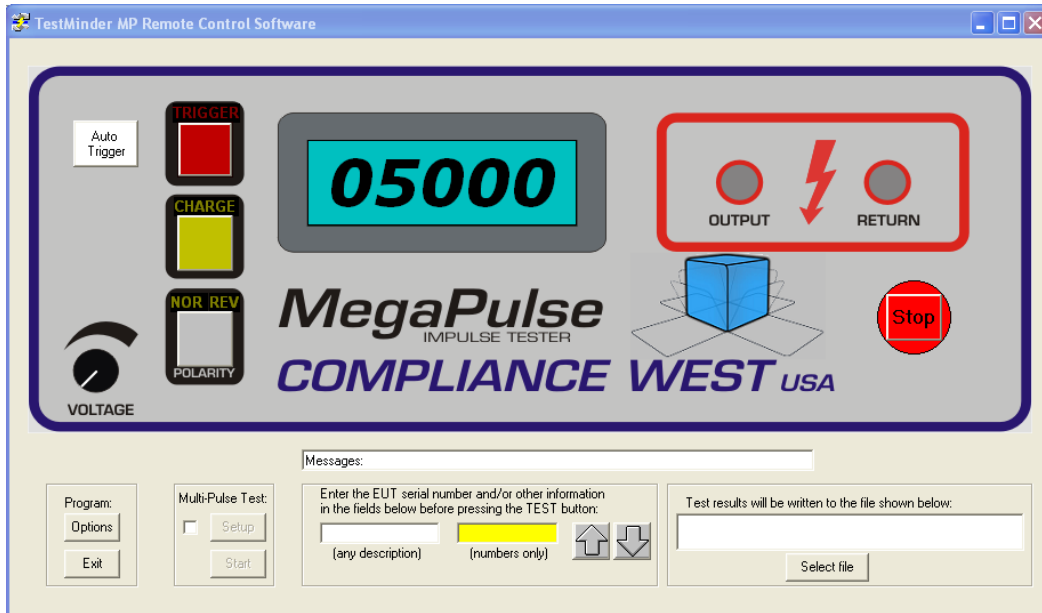 TestMinder MP Remote Control Software
Auto
Trigger
TRIGGER
CHARGE
NOR REV
POLARITY
VOLTAGE
05000
OUTPUT
RETURN
Stop
MegaPulse
IMPULSE TESTER
COMPLIANCE WEST USA
Messages:
Program:
Options
Exit
Multi-Pulse Test:
Setup
Start
Enter the EUT serial number and/or other information
in the fields below before pressing the TEST button:
(any description)
(numbers only)
Test results will be written to the file shown below:
Select file